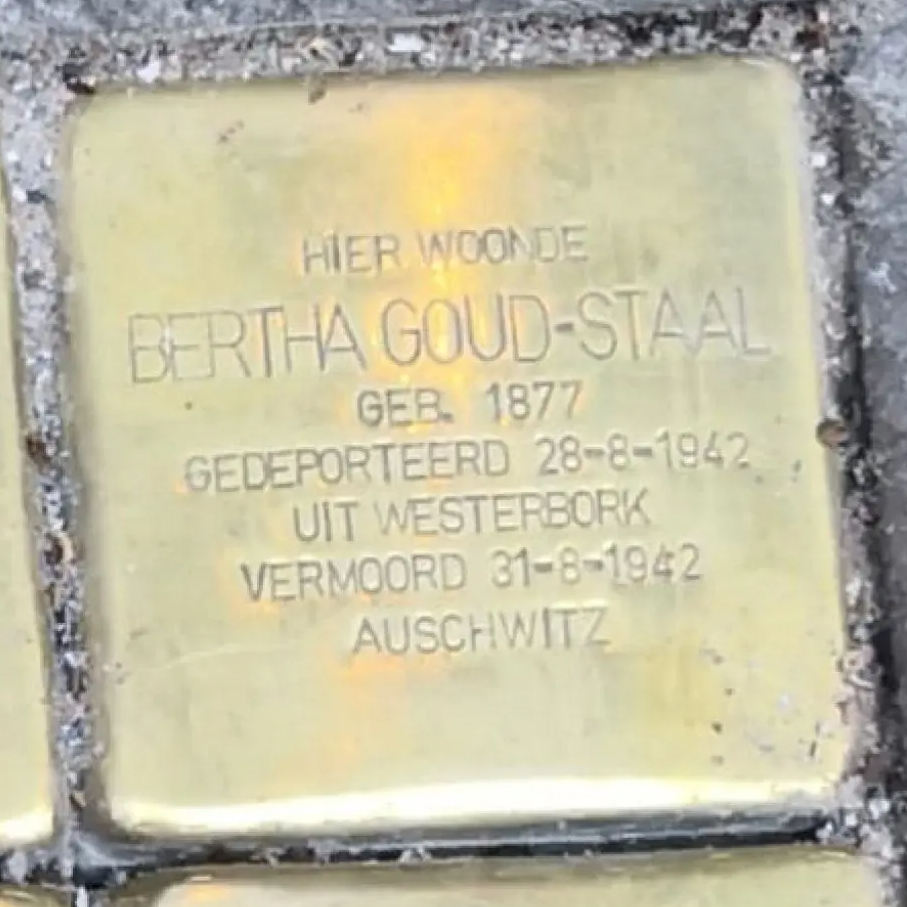 HIER WOONDE
BERTHA GOUD-STAAL
GEB. 1877
GEDEPORTEERD 28-8-1942
UIT WESTERBORK
VERMOORD 31-8-1942
AUSCHWITZ